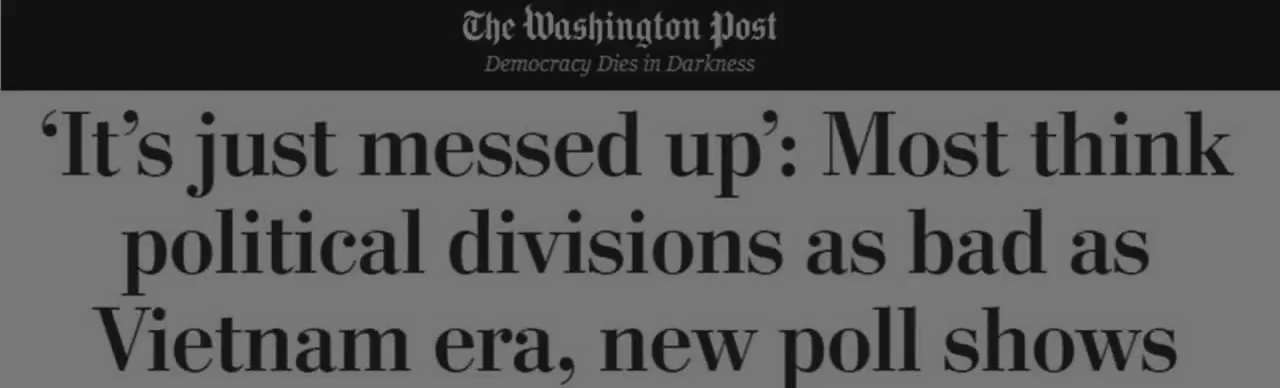 The Washington Post
Democracy Dies in Darkness
‘It’s just messed up’: Most think
political divisions as bad as
Vietnam era, new poll shows